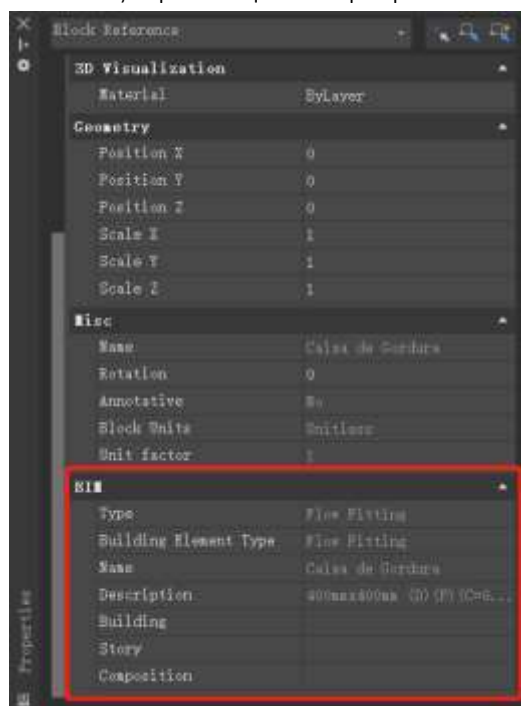 Block Reference
3D Visualization
Material ByLayer
Geometry
Position X 0
Position Y 0
Position Z 0
Scale X 1
Scale Y 1
Scale Z 1
Misc
Name Caixa de Gordura
Rotation 0
Annotative No
Block Units Unitless
Unit factor 1
BIM
Type Flow Fitting
Building Element Type Flow Fitting
Name Caixa de Gordura
Description
Building
Story
Composition
Properties